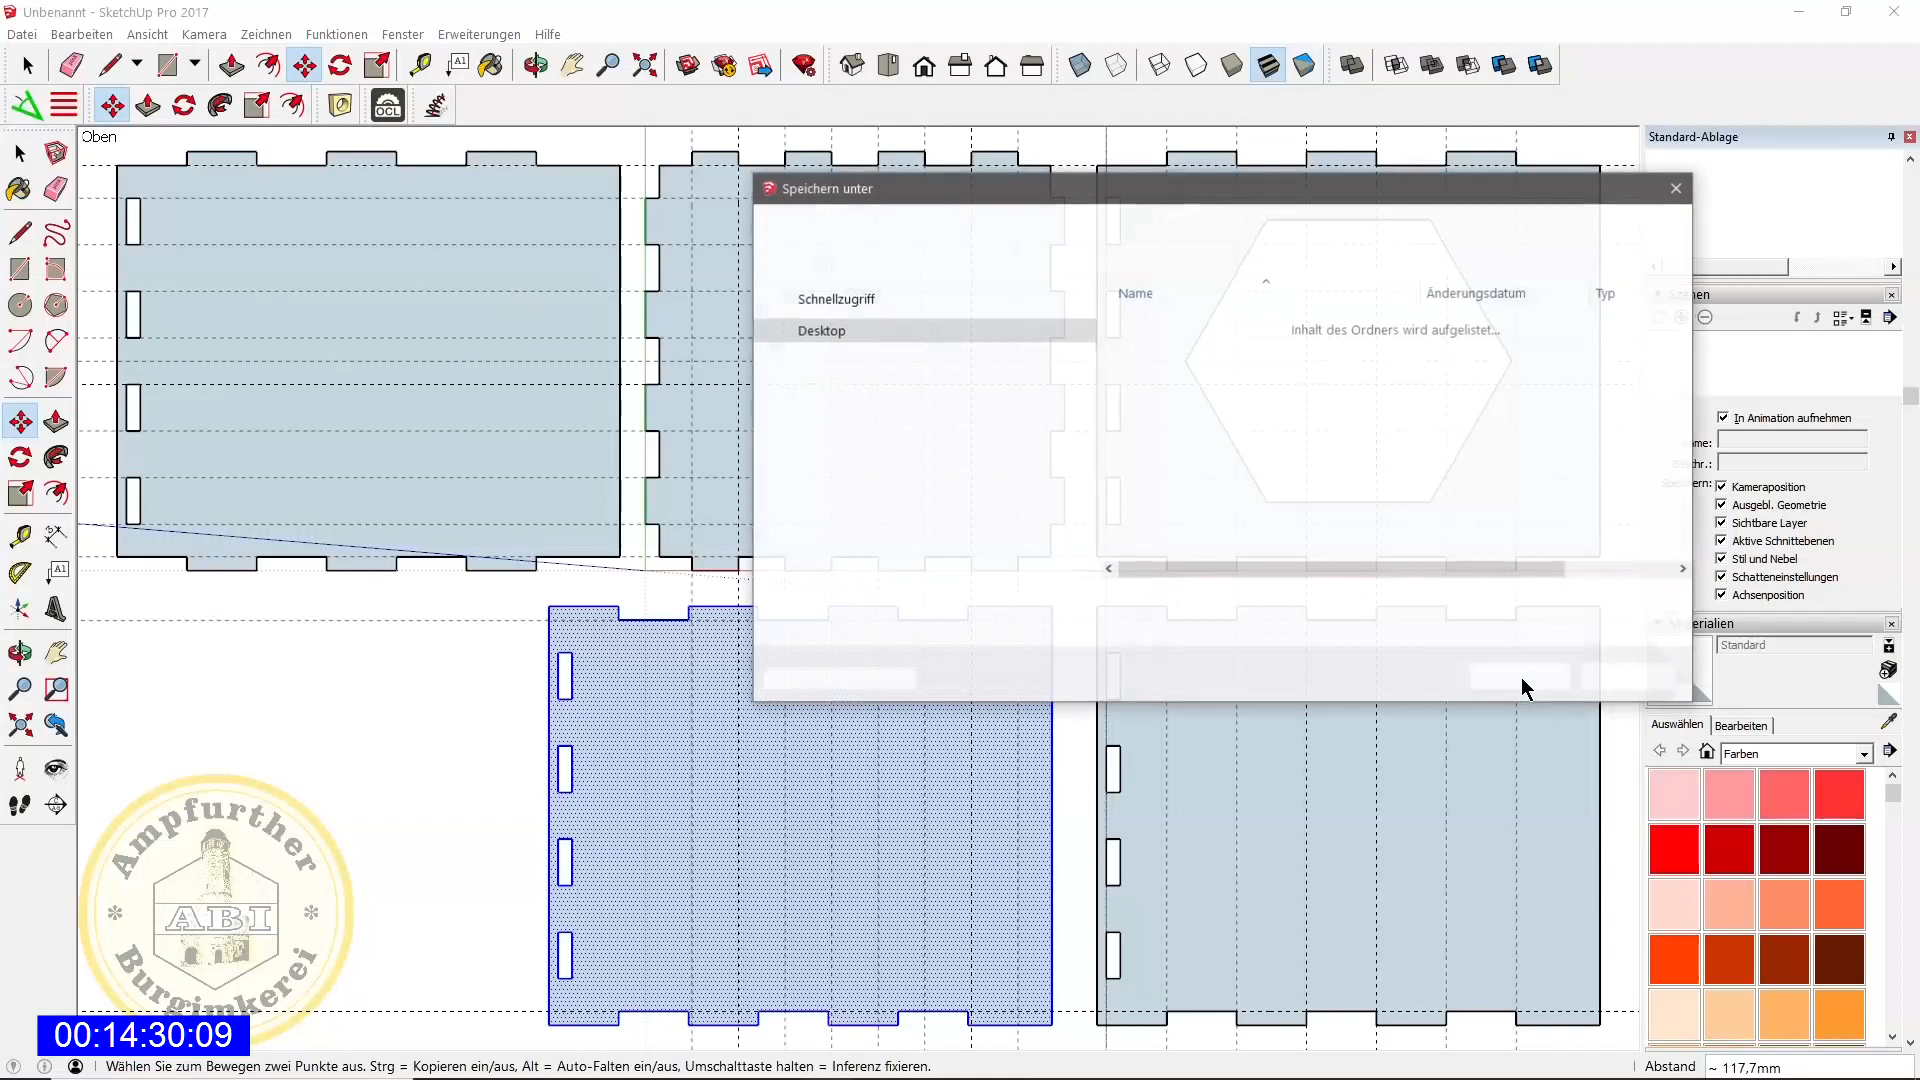 Unbenannt - SketchUp Pro 2017
Datei Bearbeiten Ansicht Kamera Zeichnen Funktionen Fenster Erweiterungen Hilfe
A1
OCL
Oben
Standard-Ablage
Speichern unter
Schnellzugriff
Desktop
Name Änderungsdatum Typ
Inhalt des Ordners wird aufgelistet...
In Animation aufnehmen
Kameraposition
Ausgebl. Geometrie
Sichtbare Layer
Aktive Schnittebenen
Stil und Nebel
Schatteneinstellungen
Achsenposition
Standard
Auswählen Bearbeiten
Farben
A1
Ampfurther
ABI
Burgimkerei
00:14:30:09
Wählen Sie zum Bewegen zwei Punkte aus. Strg = Kopieren ein/aus, Alt = Auto-Falten ein/aus, Umschalttaste halten = Inferenz fixieren.
Abstand ~ 117,7mm